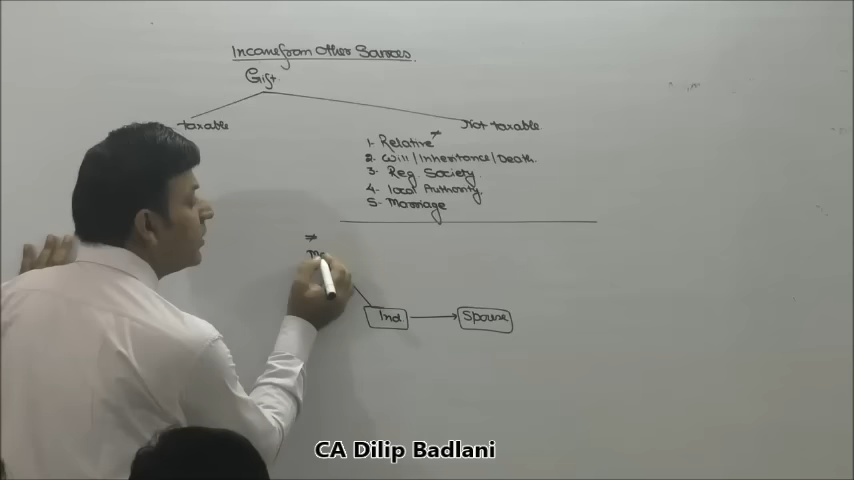 Income from Other Sources.
Gift.
Taxable
Not taxable
1- Relative *
2- Will / Inheritance / Death.
3- Reg. Society.
4- local Authority.
5- Marriage
*
Ind
Spouse
CA Dilip Badlani